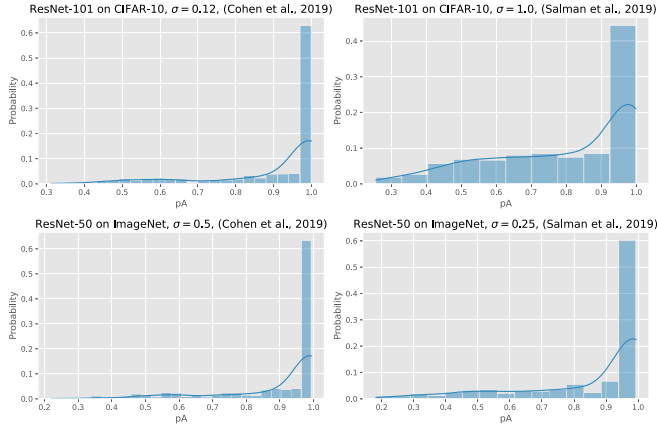 ResNet-101 on CIFAR-10, σ = 0.12, (Cohen et al., 2019)
0.6
0.5
0.4
0.3
0.2
0.1
0.0
Probability
0.3 0.4 0.5 0.6 0.7 0.8 0.9 1.0
pA
ResNet-101 on CIFAR-10, σ = 1.0, (Salman et al., 2019)
0.4
0.3
0.2
0.1
0.0
Probability
0.3 0.4 0.5 0.6 0.7 0.8 0.9 1.0
pA
ResNet-50 on ImageNet, σ = 0.5, (Cohen et al., 2019)
0.6
0.5
0.4
0.3
0.2
0.1
0.0
Probability
0.2 0.3 0.4 0.5 0.6 0.7 0.8 0.9 1.0
pA
ResNet-50 on ImageNet, σ = 0.25, (Salman et al., 2019)
0.6
0.5
0.4
0.3
0.2
0.1
0.0
Probability
0.2 0.3 0.4 0.5 0.6 0.7 0.8 0.9 1.0
pA